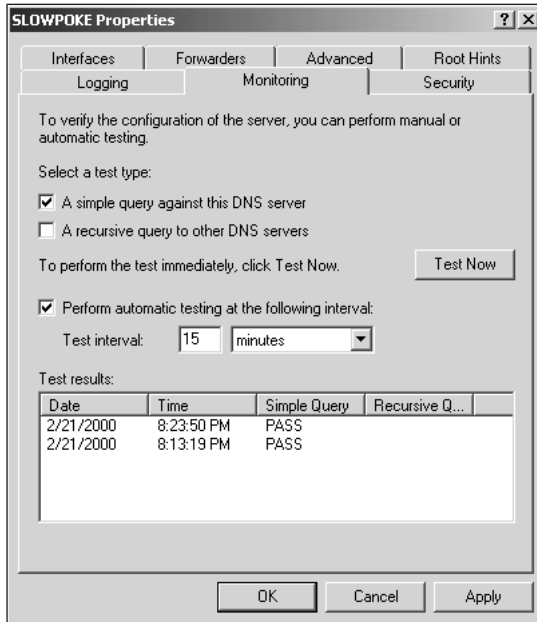 SLOWPOKE Properties
Interfaces Forwarders Advanced Root Hints
Logging Monitoring Security
To verify the configuration of the server, you can perform manual or
automatic testing.
Select a test type:
A simple query against this DNS server
A recursive query to other DNS servers
To perform the test immediately, click Test Now. Test Now
Perform automatic testing at the following interval:
Test interval: 15 minutes
Test results:
Date Time Simple Query Recursive Q...
2/21/2000 8:23:50 PM PASS
2/21/2000 8:13:19 PM PASS
OK Cancel Apply